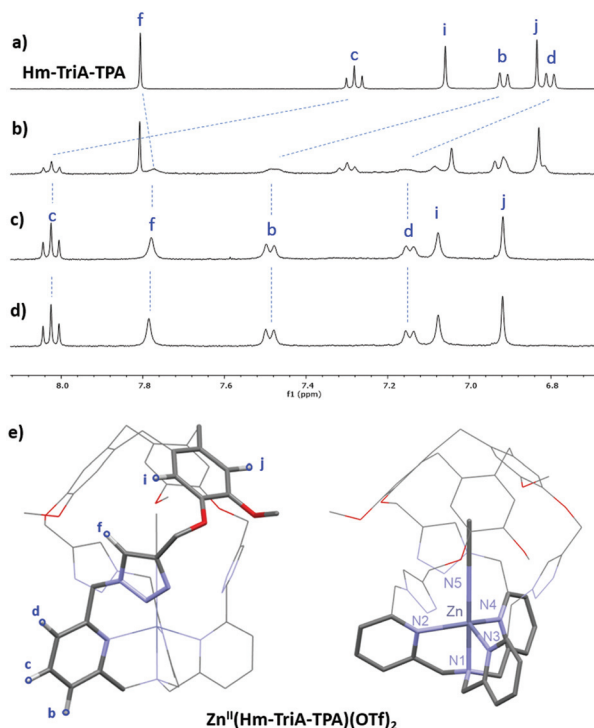 f
c
i
b
j
d
a)
Hm-TriA-TPA
b)
c)
c
f
b
d
i
j
d)
8.0
7.8
7.6
7.4
7.2
7.0
6.8
f1 (ppm)
e)
j
i
f
d
c
b
N5
N4
Zn
N2
N3
N1
Zn^II(Hm-TriA-TPA)(OTf)₂